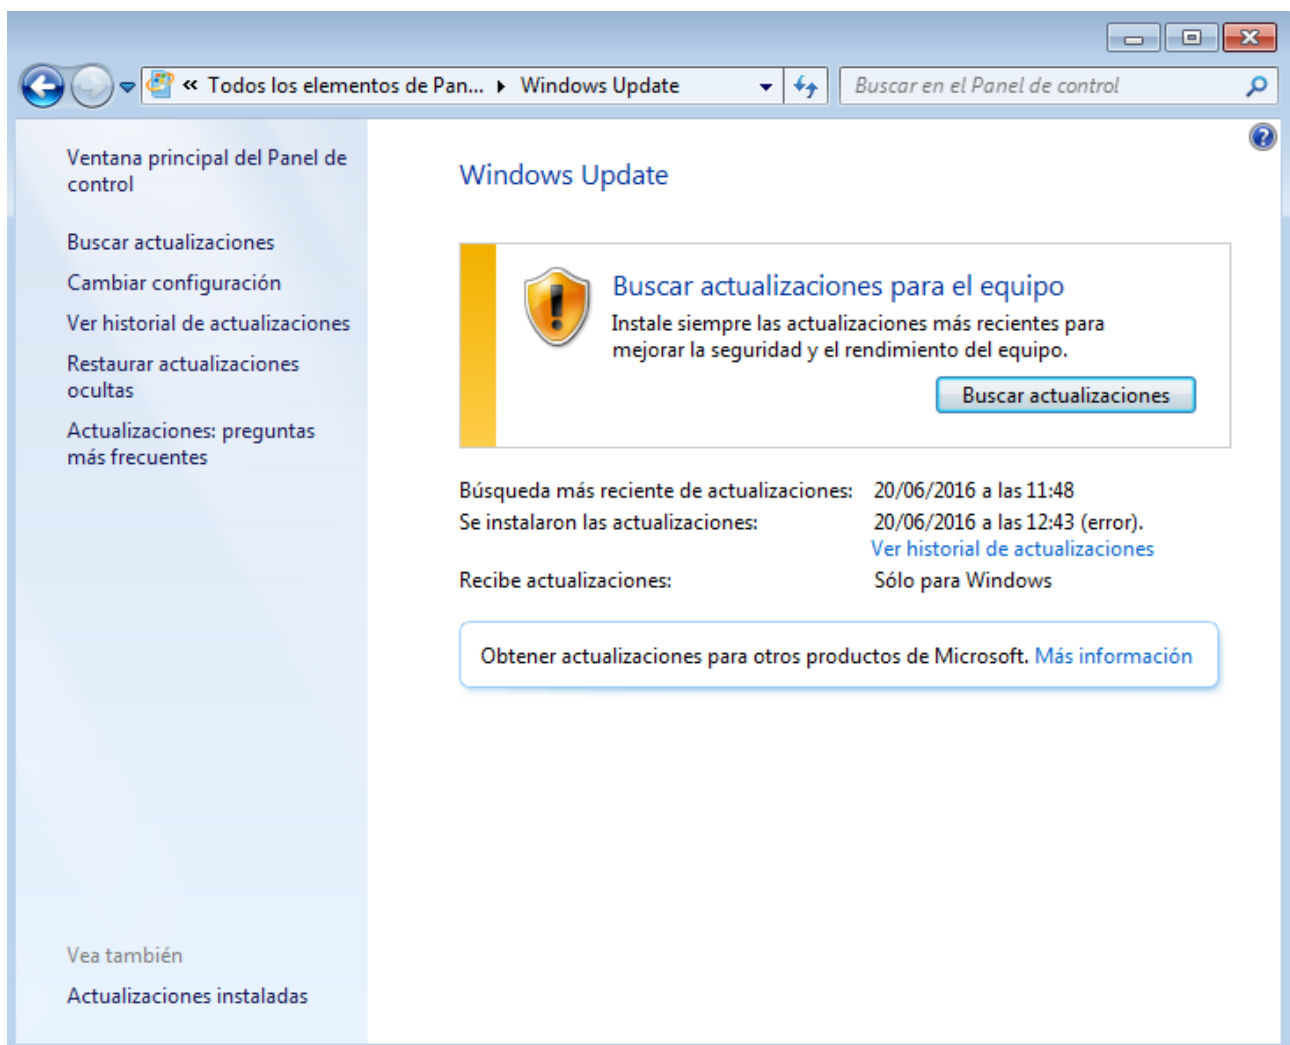 « Todos los elementos de Pan... Windows Update
Buscar en el Panel de control
Ventana principal del Panel de
control
Buscar actualizaciones
Cambiar configuración
Ver historial de actualizaciones
Restaurar actualizaciones
ocultas
Actualizaciones: preguntas
más frecuentes
Vea también
Actualizaciones instaladas
Windows Update
Buscar actualizaciones para el equipo
Instale siempre las actualizaciones más recientes para
mejorar la seguridad y el rendimiento del equipo.
Buscar actualizaciones
Búsqueda más reciente de actualizaciones: 20/06/2016 a las 11:48
Se instalaron las actualizaciones: 20/06/2016 a las 12:43 (error).
Ver historial de actualizaciones
Recibe actualizaciones: Sólo para Windows
Obtener actualizaciones para otros productos de Microsoft. Más información